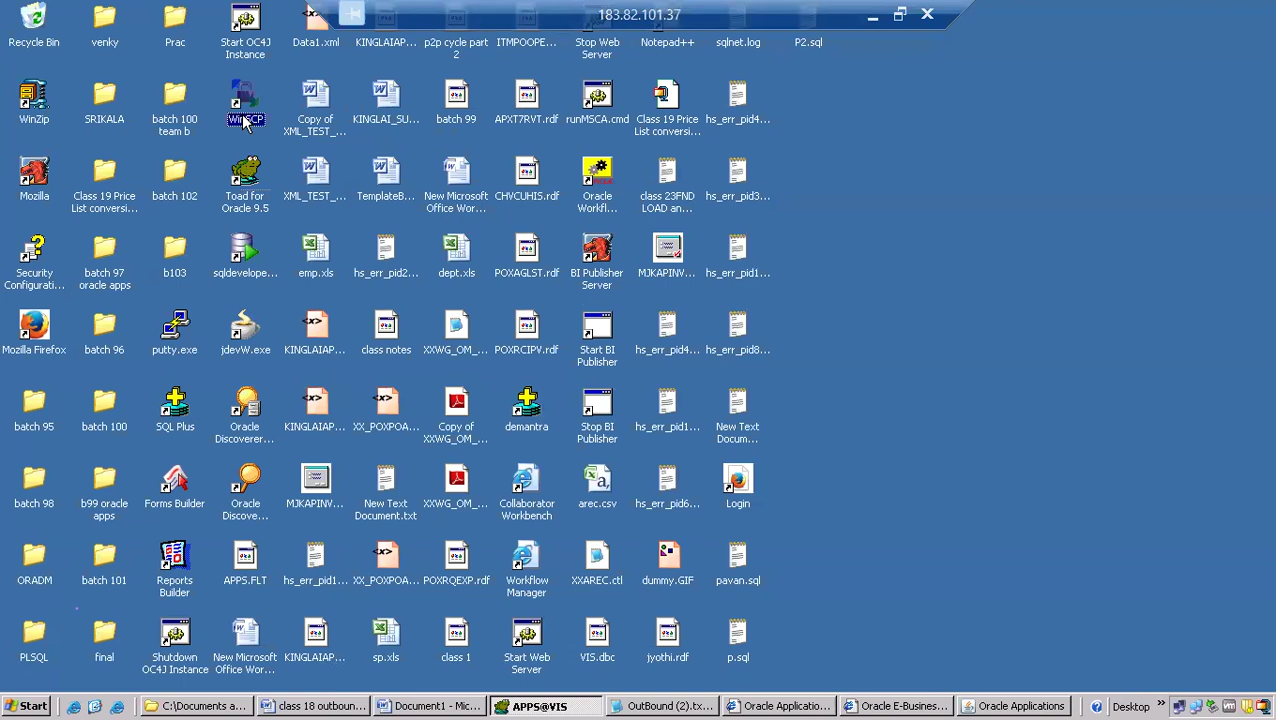 183.82.101.37
Recycle Bin
venky
Prac
Start OC4J
Instance
Data1.xml
KINGLAIAP...
p2p cycle part
2
ITMPOOPE...
Stop Web
Server
Notepad++
sqlnet.log
P2.sql
WinZip
SRIKALA
batch 100
team b
WinSCP
Copy of
XML_TEST_...
KINGLAI_SU...
batch 99
APXT7RVT.rdf
runMSCA.cmd
Class 19 Price
List conversi...
hs_err_pid4...
Mozilla
Class 19 Price
List conversi...
batch 102
Toad for
Oracle 9.5
XML_TEST_...
TemplateB...
New Microsoft
Office Wor...
CHVCUHIS.rdf
Oracle
Workfl...
class 23FND
LOAD an...
hs_err_pid3...
Security
Configurati...
batch 97
oracle apps
b103
sqldevelope...
emp.xls
hs_err_pid2...
dept.xls
POXAGLST.rdf
BI Publisher
Server
MJKAPINV...
hs_err_pid1...
Mozilla Firefox
batch 96
putty.exe
jdevW.exe
KINGLAIAP...
class notes
XXWG_OM_...
POXRCIPV.rdf
Start BI
Publisher
hs_err_pid4...
hs_err_pid8...
batch 95
batch 100
SQL Plus
Oracle
Discoverer...
KINGLAIAP...
XX_POXPOA...
Copy of
XXWG_OM_...
demantra
Stop BI
Publisher
hs_err_pid1...
New Text
Docum...
batch 98
b99 oracle
apps
Forms Builder
Oracle
Discove...
MJKAPINV...
New Text
Document.txt
XXWG_OM_...
Collaborator
Workbench
arec.csv
hs_err_pid6...
Login
ORADM
batch 101
Reports
Builder
APPS.FLT
hs_err_pid1...
XX_POXPOA...
POXRQEXP.rdf
Workflow
Manager
XXAREC.ctl
dummy.GIF
pavan.sql
PLSQL
final
Shutdown
OC4J Instance
New Microsoft
Office Wor...
KINGLAIAP...
sp.xls
class 1
Start Web
Server
VIS.dbc
jyothi.rdf
p.sql
Start
C:\Documents a...
class 18 outboun...
Document1 - Mic...
APPS@VIS
OutBound (2).tx...
Oracle Applicatio...
Oracle E-Busines...
Oracle Applications
Desktop